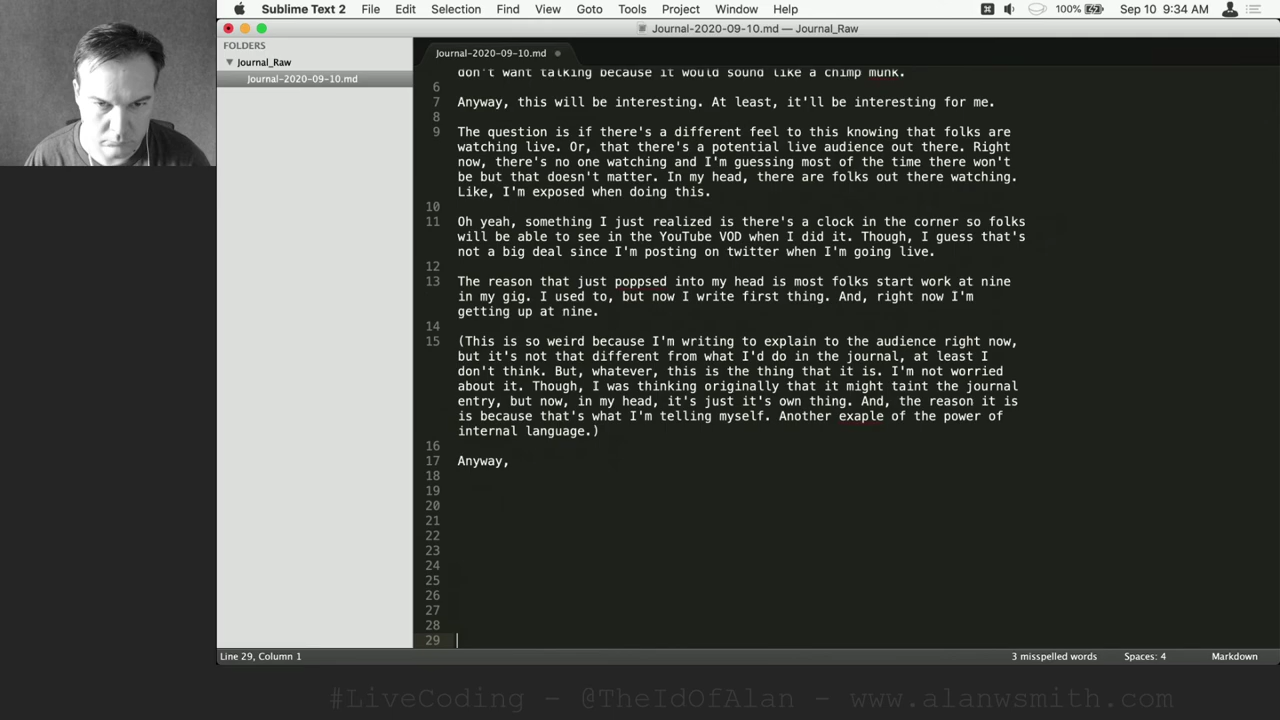 Sublime Text 2 File Edit Selection Find View Goto Tools Project Window Help 100% Sep 10 9:34 AM
Journal-2020-09-10.md — Journal_Raw
FOLDERS
Journal_Raw
Journal-2020-09-10.md
Journal-2020-09-10.md
don't want talking because it would sound like a chimp munk.
6
7 Anyway, this will be interesting. At least, it'll be interesting for me.
8
9 The question is if there's a different feel to this knowing that folks are
watching live. Or, that there's a potential live audience out there. Right
now, there's no one watching and I'm guessing most of the time there won't
be but that doesn't matter. In my head, there are folks out there watching.
Like, I'm exposed when doing this.
10
11 Oh yeah, something I just realized is there's a clock in the corner so folks
will be able to see in the YouTube VOD when I did it. Though, I guess that's
not a big deal since I'm posting on twitter when I'm going live.
12
13 The reason that just poppsed into my head is most folks start work at nine
in my gig. I used to, but now I write first thing. And, right now I'm
getting up at nine.
14
15 (This is so weird because I'm writing to explain to the audience right now,
but it's not that different from what I'd do in the journal, at least I
don't think. But, whatever, this is the thing that it is. I'm not worried
about it. Though, I was thinking originally that it might taint the journal
entry, but now, in my head, it's just it's own thing. And, the reason it is
is because that's what I'm telling myself. Another exaple of the power of
internal language.)
16
17 Anyway,
18
19
20
21
22
23
24
25
26
27
28
29
Line 29, Column 1 3 misspelled words Spaces: 4 Markdown
#LiveCoding - @TheIdOfAlan - www.alanwsmith.com